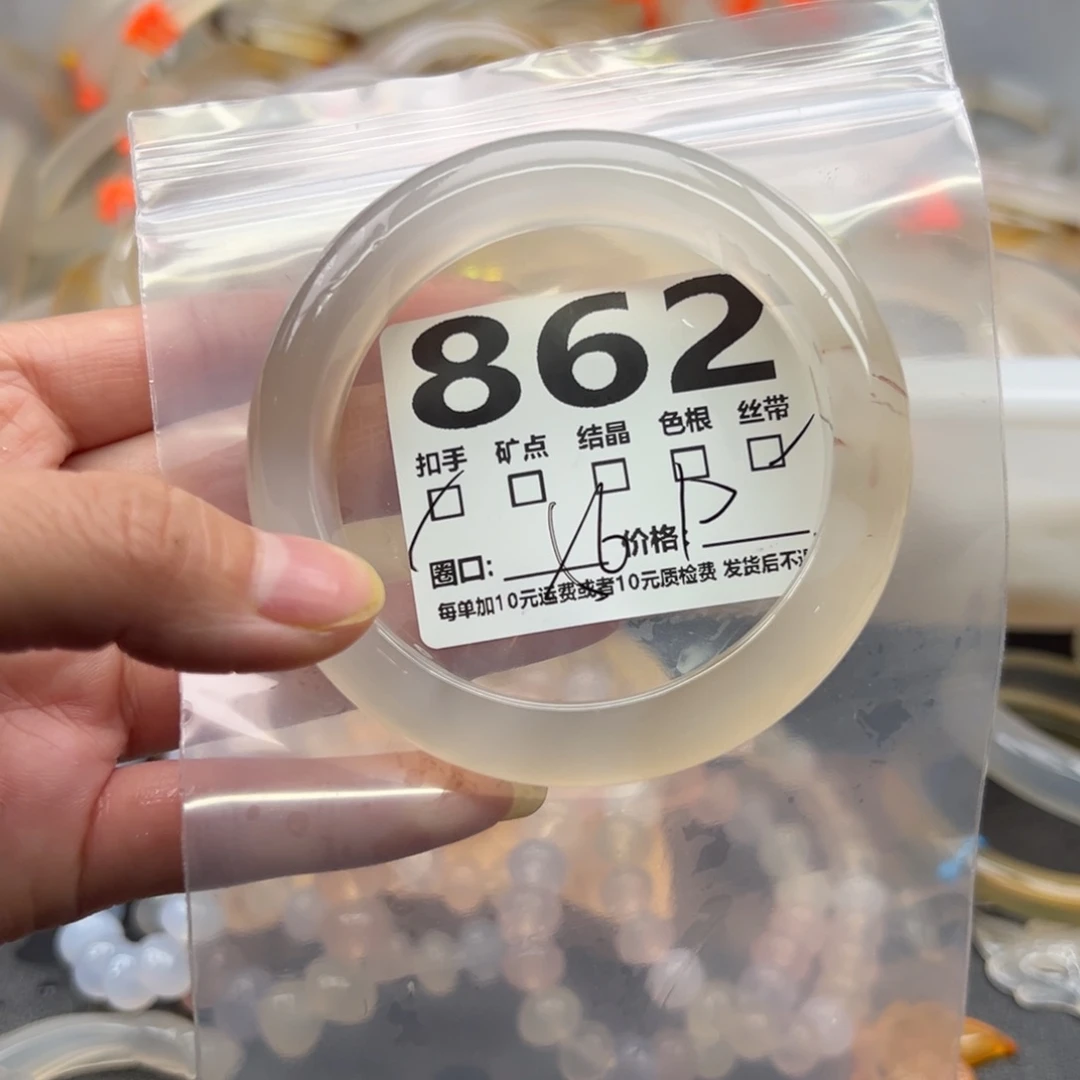 862
扣手 矿点 结晶 色根 丝带
圈口: 价格:
每单加10元运费或者10元质检费 发货后不